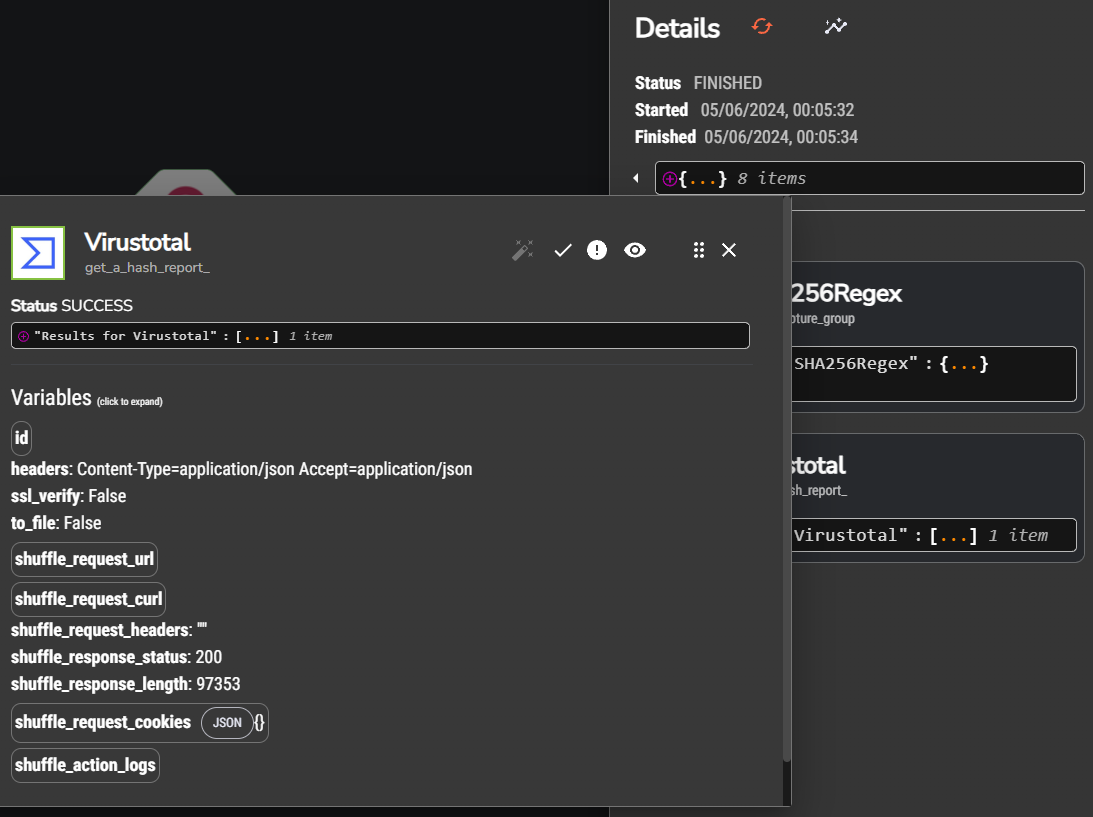 Details
Status FINISHED
Started 05/06/2024, 00:05:32
Finished 05/06/2024, 00:05:34
{...} 8 items
Virustotal
get_a_hash_report_
Status SUCCESS
"Results for Virustotal" : [...] 1 item
Variables (click to expand)
id
headers: Content-Type=application/json Accept=application/json
ssl_verify: False
to_file: False
shuffle_request_url
shuffle_request_curl
shuffle_request_headers: ""
shuffle_response_status: 200
shuffle_response_length: 97353
shuffle_request_cookies JSON {}
shuffle_action_logs
256Regex
pture_group
SHA256Regex" : {...}
stotal
sh_report_
Virustotal" : [...] 1 item